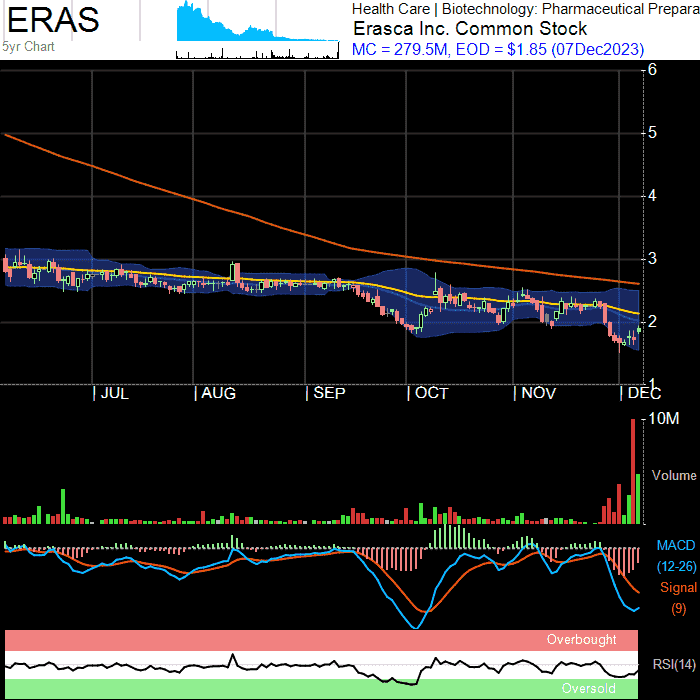 ERAS
5yr Chart
Health Care | Biotechnology: Pharmaceutical Prepara
Erasca Inc. Common Stock
MC = 279.5M, EOD = $1.85 (07Dec2023)
6
5
4
3
2
1
JUL
AUG
SEP
OCT
NOV
DEC
10M
Volume
MACD
(12-26)
Signal
(9)
Overbought
RSI(14)
Oversold